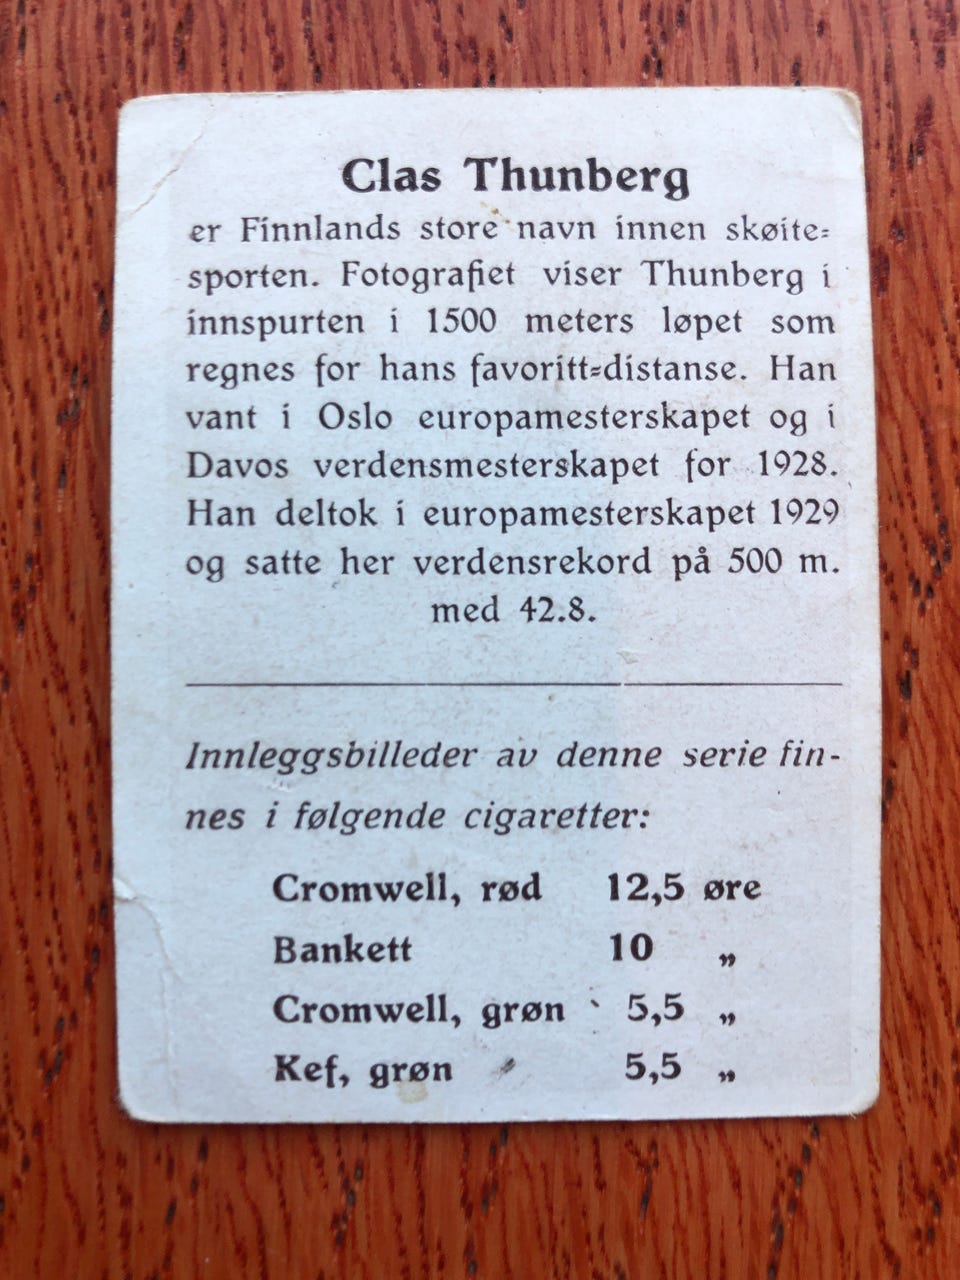 Clas Thunberg
er Finnlands store navn innen skøite=
sporten. Fotografiet viser Thunberg i
innspurten i 1500 meters løpet som
regnes for hans favoritt=distanse. Han
vant i Oslo europamesterskapet og i
Davos verdensmesterskapet for 1928.
Han deltok i europamesterskapet 1929
og satte her verdensrekord på 500 m.
med 42.8.
Innleggsbilleder av denne serie fin-
nes i følgende cigaretter:
Cromwell, rød 12,5 øre
Bankett 10 „
Cromwell, grøn 5,5 „
Kef, grøn 5,5 „